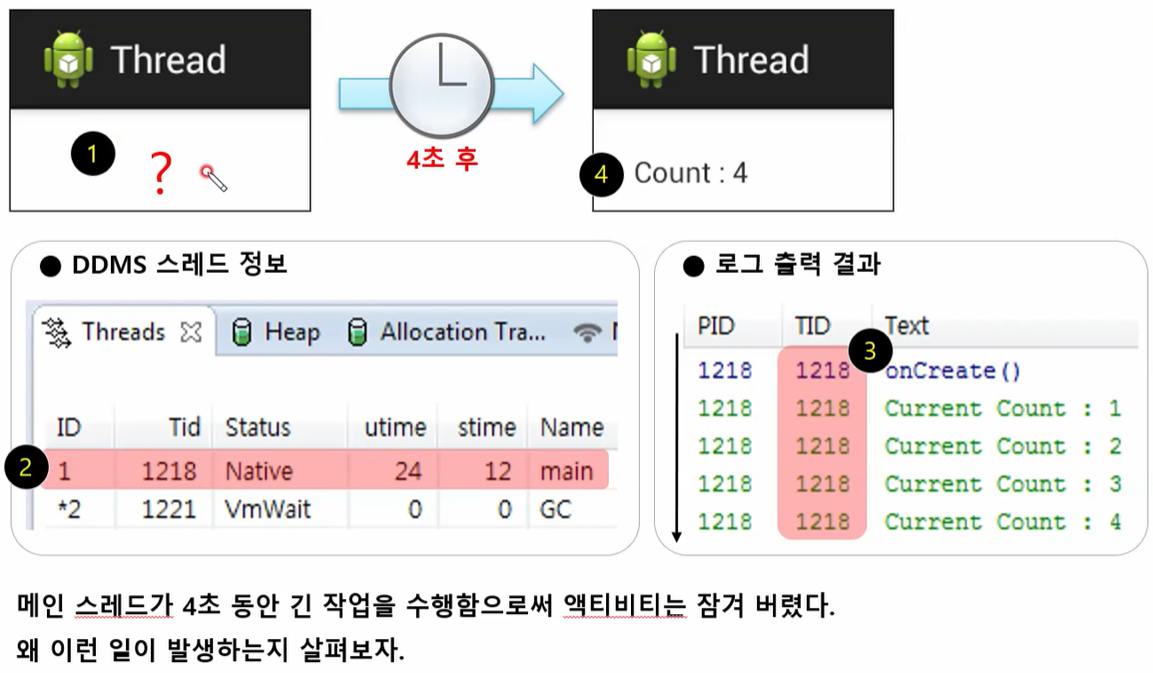 Thread
1
?
4초 후
Thread
4
Count : 4
● DDMS 스레드 정보
Threads Heap Allocation Tra...
ID Tid Status utime stime Name
2
1 1218 Native 24 12 main
*2 1221 VmWait 0 0 GC
● 로그 출력 결과
PID TID Text
3
1218 1218 onCreate()
1218 1218 Current Count : 1
1218 1218 Current Count : 2
1218 1218 Current Count : 3
1218 1218 Current Count : 4
메인 스레드가 4초 동안 긴 작업을 수행함으로써 액티비티는 잠겨 버렸다.
왜 이런 일이 발생하는지 살펴보자.